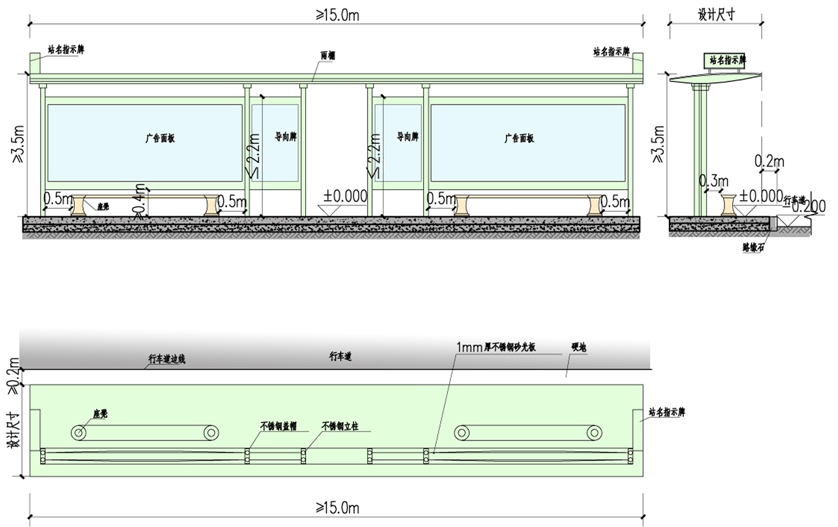 ≥15.0m
设计尺寸
站名指示牌
雨棚
站名指示牌
站名指示牌
≥3.5m
广告面板
导向牌
≤2.2m
≤2.2m
导向牌
广告面板
≥3.5m
0.2m
0.5m
座凳
≥0.4m
0.5m
±0.000
0.5m
0.5m
0.3m
±0.000
行车道
-0.200
路缘石
≥0.2m
行车道边线
行车道
1mm厚不锈钢砂光板
硬地
设计尺寸
座凳
不锈钢盖帽
不锈钢立柱
站名指示牌
≥15.0m